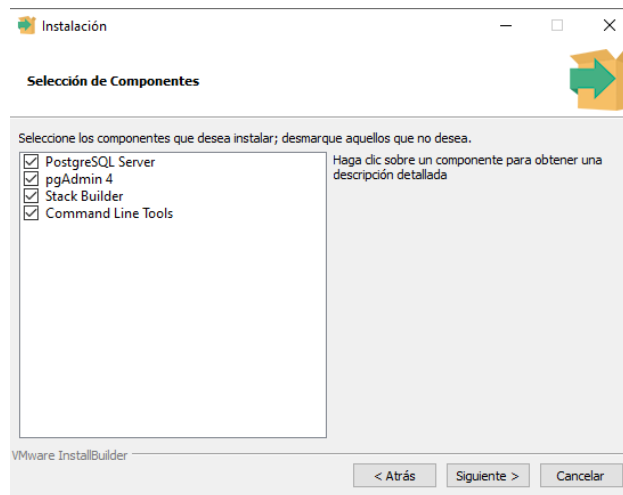 Instalación
Selección de Componentes
Seleccione los componentes que desea instalar; desmarque aquellos que no desea.
PostgreSQL Server
pgAdmin 4
Stack Builder
Command Line Tools
Haga clic sobre un componente para obtener una
descripción detallada
VMware InstallBuilder
< Atrás
Siguiente >
Cancelar